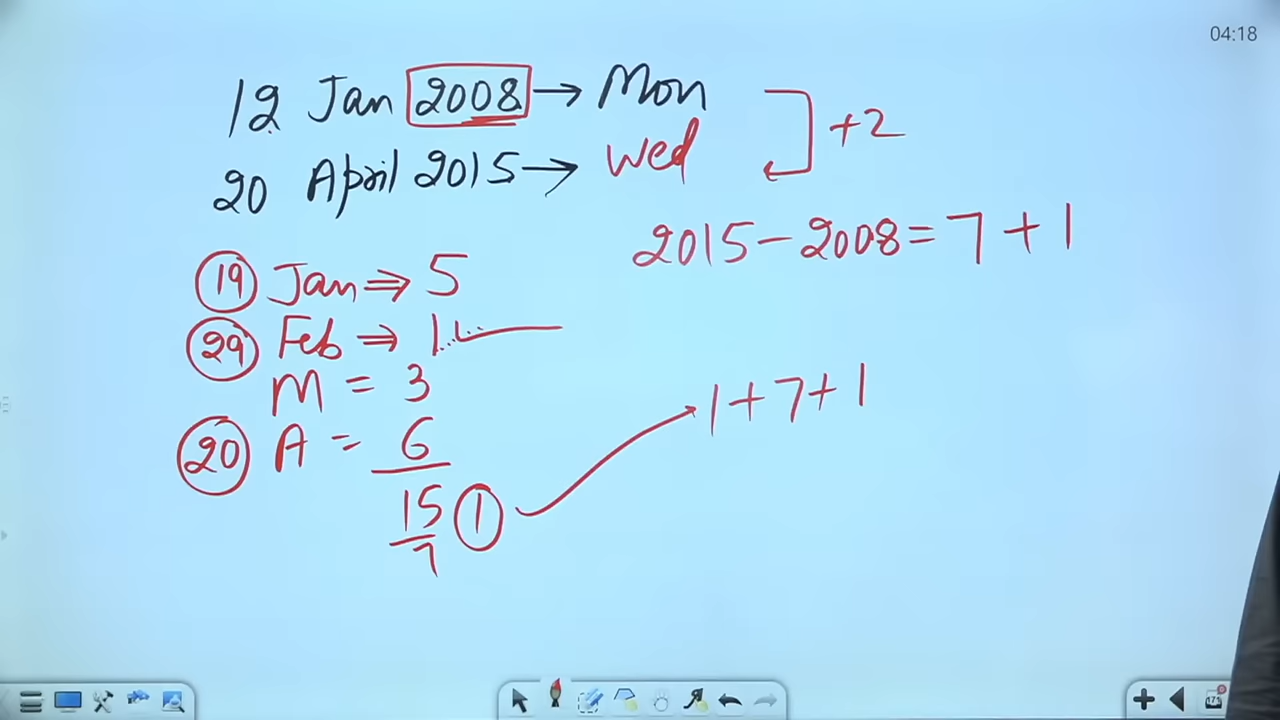 04:18
12 Jan 2008 → Mon
20 April 2015 → Wed
+2
2015 - 2008 = 7 + 1
19 Jan ⇒ 5
29 Feb ⇒ 1
M = 3
20 A = 6
15 1
7
1 + 7 + 1